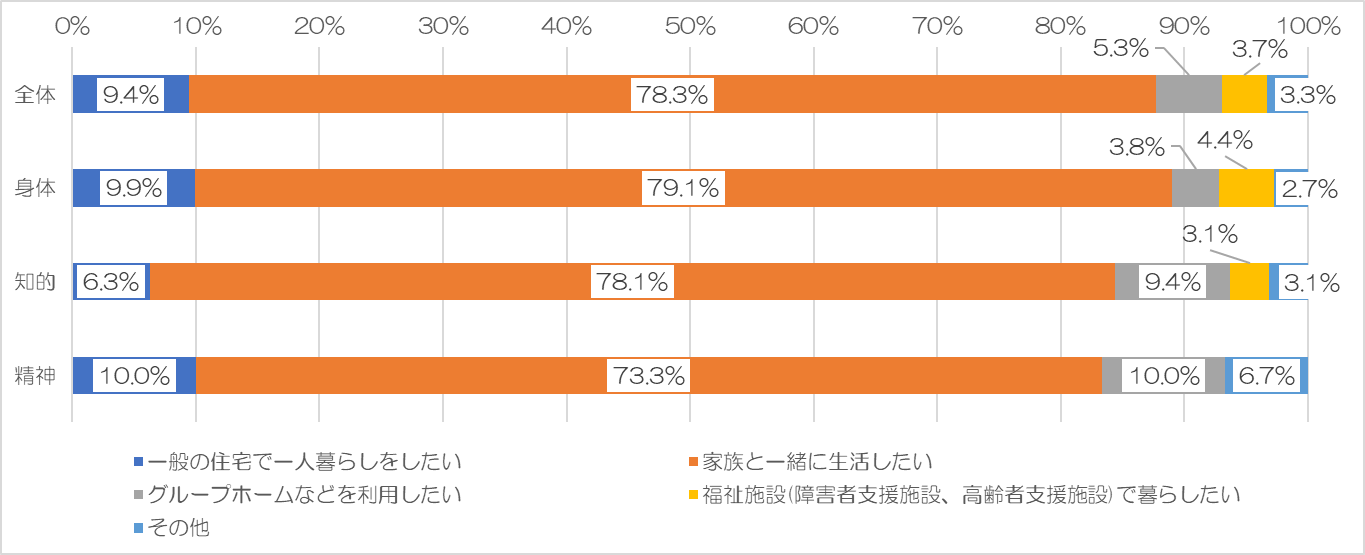 0% 10% 20% 30% 40% 50% 60% 70% 80% 90% 100%
5.3% 3.7%
全体 9.4% 78.3% 3.3%
3.8% 4.4%
身体 9.9% 79.1% 2.7%
3.1%
知的 6.3% 78.1% 9.4% 3.1%
精神 10.0% 73.3% 10.0% 6.7%
一般の住宅で一人暮らしをしたい 家族と一緒に生活したい
グループホームなどを利用したい 福祉施設(障害者支援施設、高齢者支援施設)で暮らしたい
その他